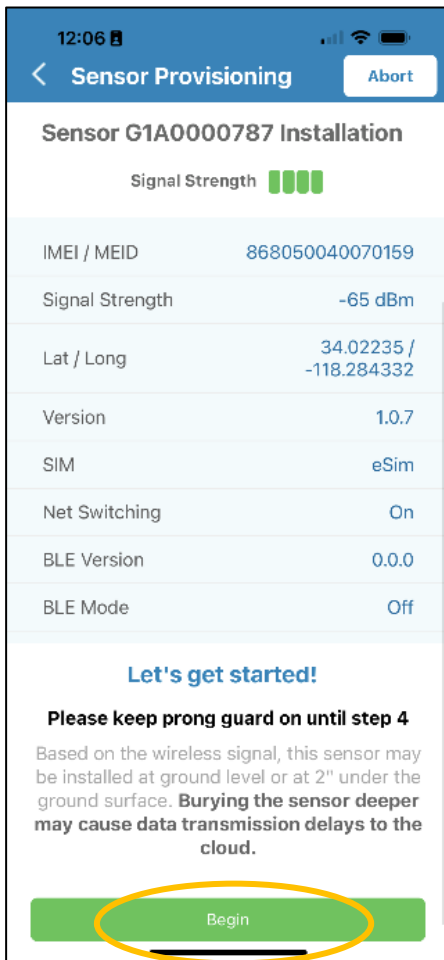 12:06
Sensor Provisioning
Abort
Sensor G1A0000787 Installation
Signal Strength
IMEI / MEID 868050040070159
Signal Strength -65 dBm
Lat / Long 34.02235 /
-118.284332
Version 1.0.7
SIM eSim
Net Switching On
BLE Version 0.0.0
BLE Mode Off
Let's get started!
Please keep prong guard on until step 4
Based on the wireless signal, this sensor may
be installed at ground level or at 2" under the
ground surface. Burying the sensor deeper
may cause data transmission delays to the
cloud.
Begin